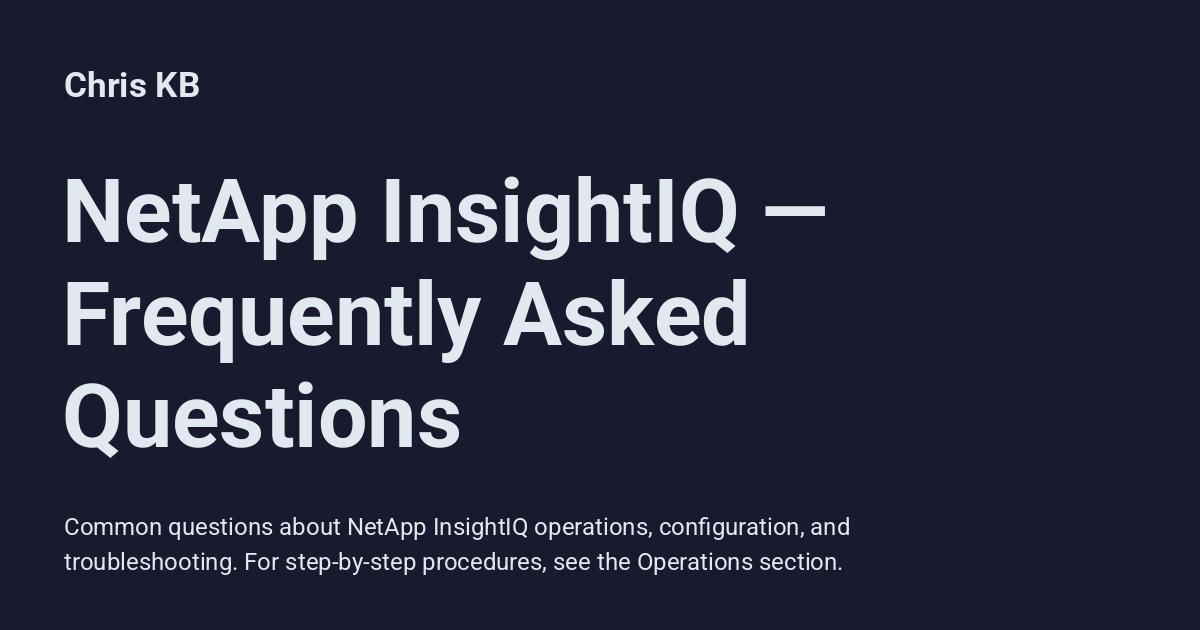 Chris KB
NetApp InsightIQ —
Frequently Asked
Questions
Common questions about NetApp InsightIQ operations, configuration, and
troubleshooting. For step-by-step procedures, see the Operations section.